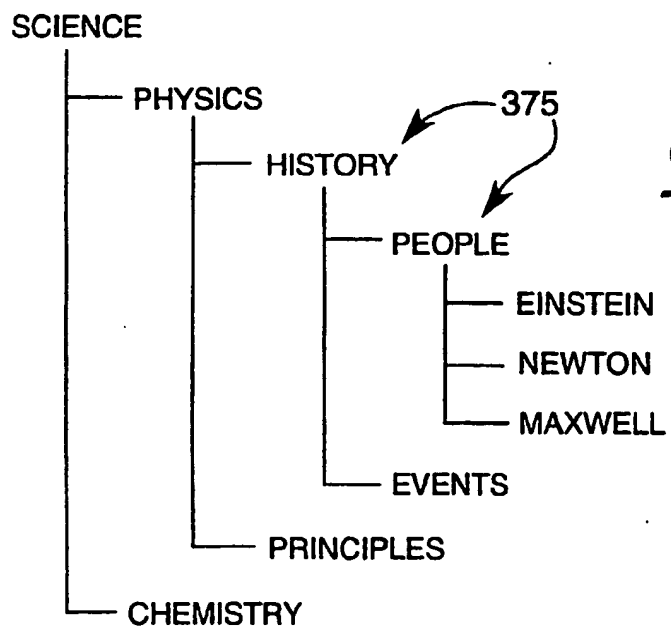 SCIENCE
PHYSICS
375
HISTORY
PEOPLE
EINSTEIN
NEWTON
MAXWELL
EVENTS
PRINCIPLES
CHEMISTRY